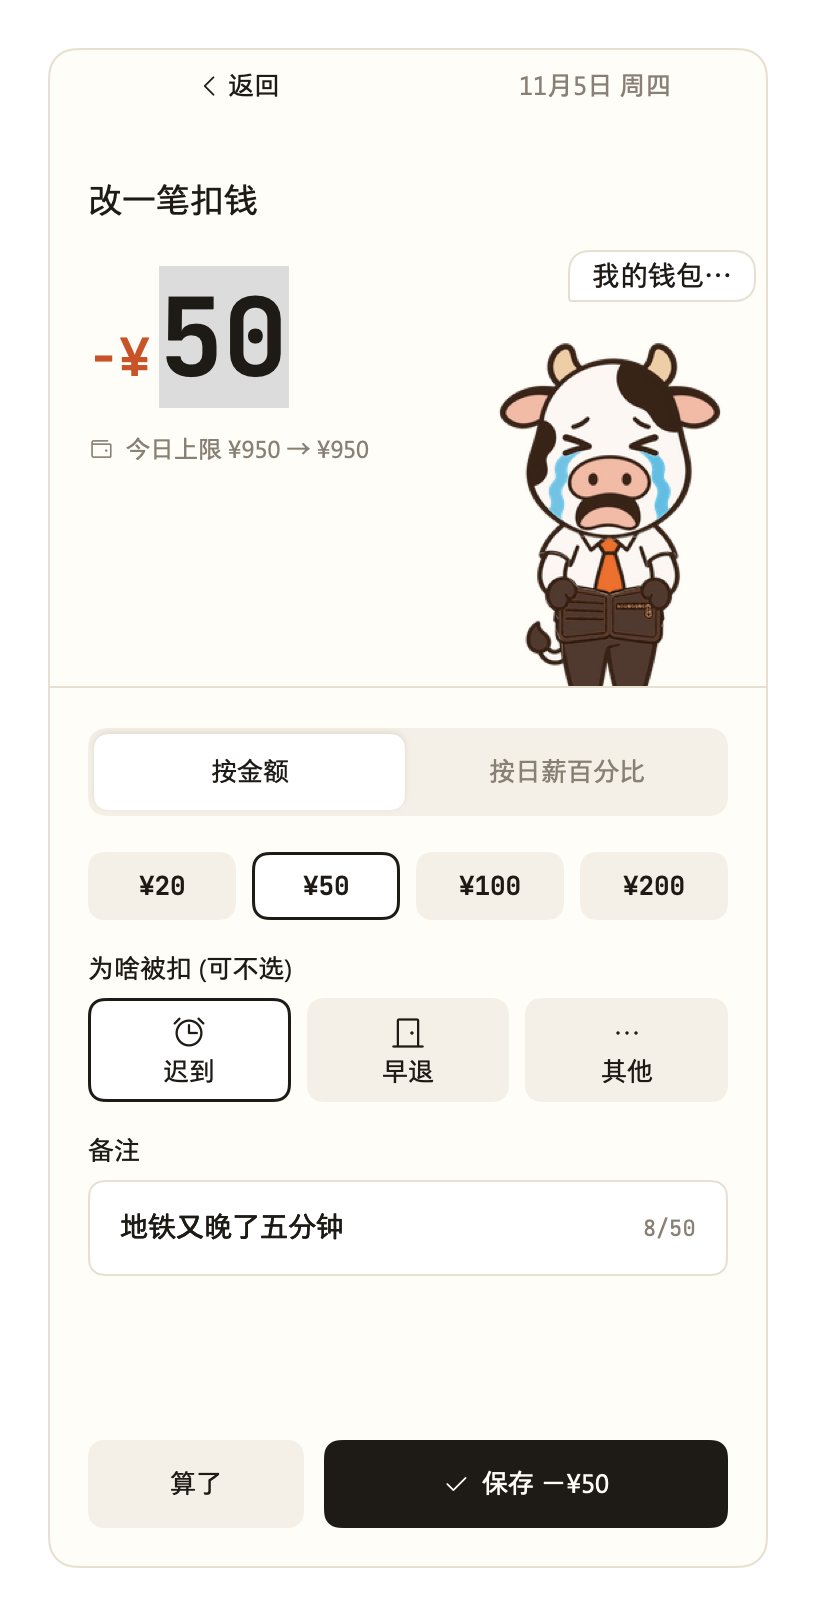 返回
11月5日 周四
改一笔扣钱
我的钱包…
-¥50
今日上限 ¥950 → ¥950
按金额
按日薪百分比
¥20
¥50
¥100
¥200
为啥被扣 (可不选)
迟到
早退
… 其他
备注
地铁又晚了五分钟
8/50
算了
保存 −¥50